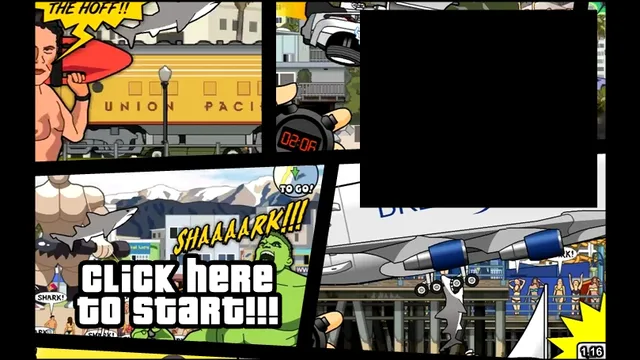 THE HOFF!!
UNION PACI
02:06
TO GO!
SHAAAARK!!!
CLICK HERE
TO START!!!
SHARK!
1.16